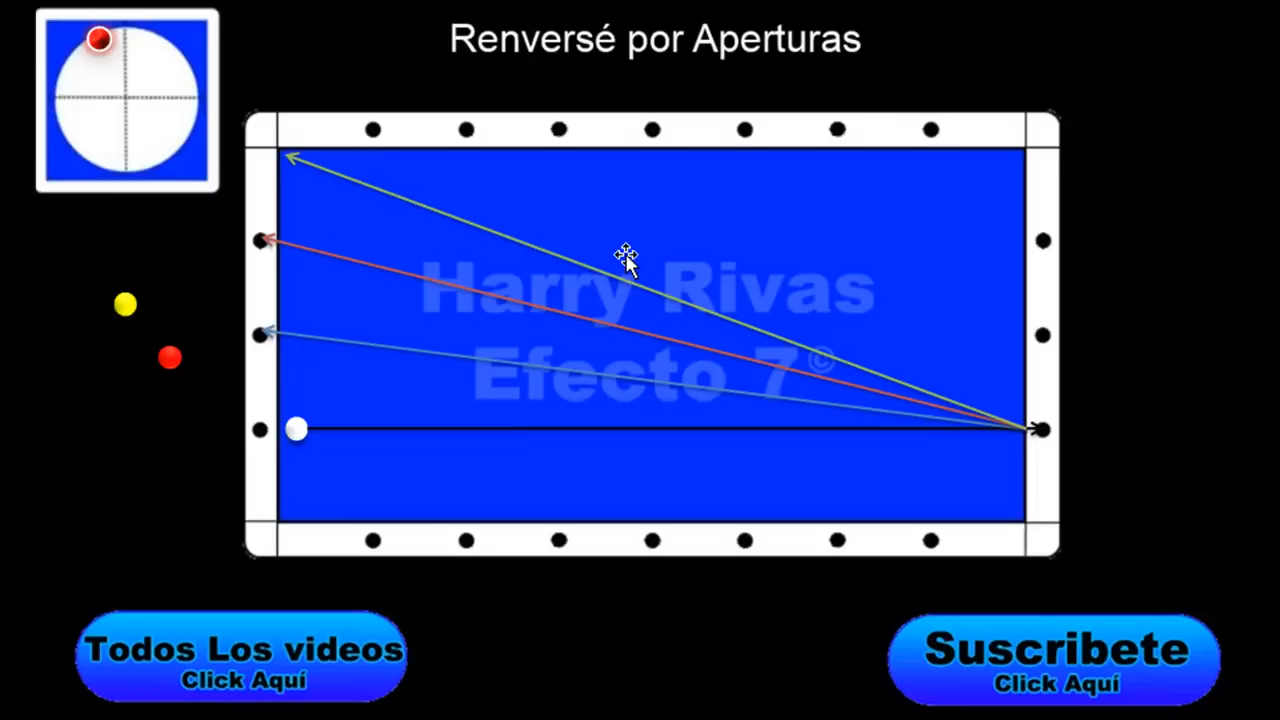 Renversé por Aperturas
Harry Rivas
Efecto 7©
Todos Los videos
Click Aquí
Suscribete
Click Aquí